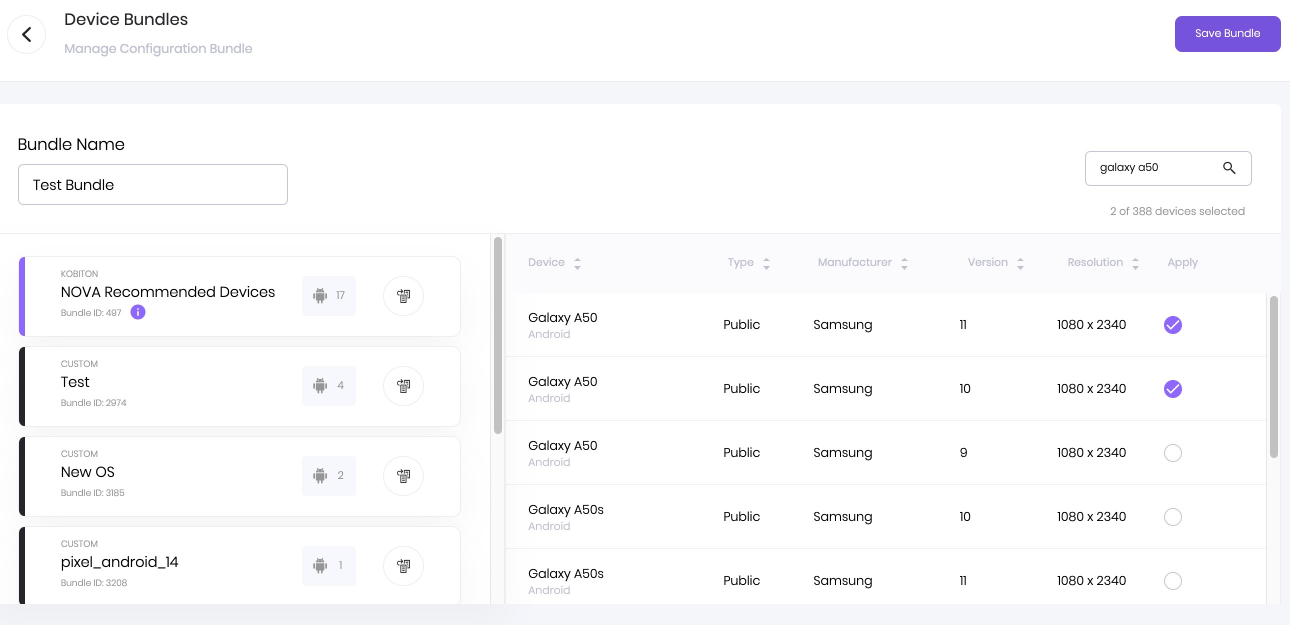 Device Bundles
Manage Configuration Bundle
Save Bundle
Bundle Name
Test Bundle
galaxy a50
2 of 388 devices selected
KOBITON
NOVA Recommended Devices
Bundle ID: 497
17
CUSTOM
Test
Bundle ID: 2974
4
CUSTOM
New OS
Bundle ID: 3185
2
CUSTOM
pixel_android_14
Bundle ID: 3208
1
Device Type Manufacturer Version Resolution Apply
Galaxy A50 Public Samsung 11 1080 x 2340
Android
Galaxy A50 Public Samsung 10 1080 x 2340
Android
Galaxy A50 Public Samsung 9 1080 x 2340
Android
Galaxy A50s Public Samsung 10 1080 x 2340
Android
Galaxy A50s Public Samsung 11 1080 x 2340
Android